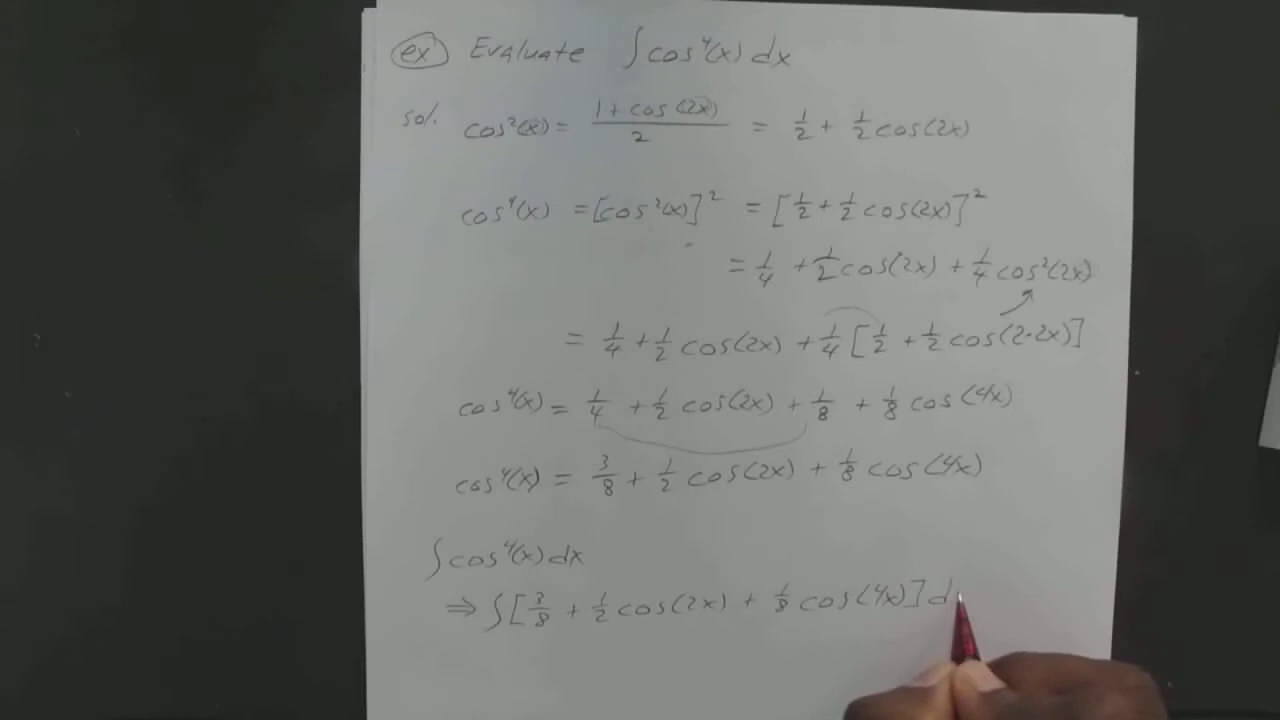 ex Evaluate ∫cos⁴(x) dx
sol. cos²(x) = (1 + cos(2x))/2 = 1/2 + 1/2 cos(2x)
cos⁴(x) = [cos²(x)]² = [1/2 + 1/2 cos(2x)]²
= 1/4 + 1/2 cos(2x) + 1/4 cos²(2x)
= 1/4 + 1/2 cos(2x) + 1/4 [1/2 + 1/2 cos(2·2x)]
cos⁴(x) = 1/4 + 1/2 cos(2x) + 1/8 + 1/8 cos(4x)
cos⁴(x) = 3/8 + 1/2 cos(2x) + 1/8 cos(4x)
∫cos⁴(x) dx
⇒ ∫[3/8 + 1/2 cos(2x) + 1/8 cos(4x)] d